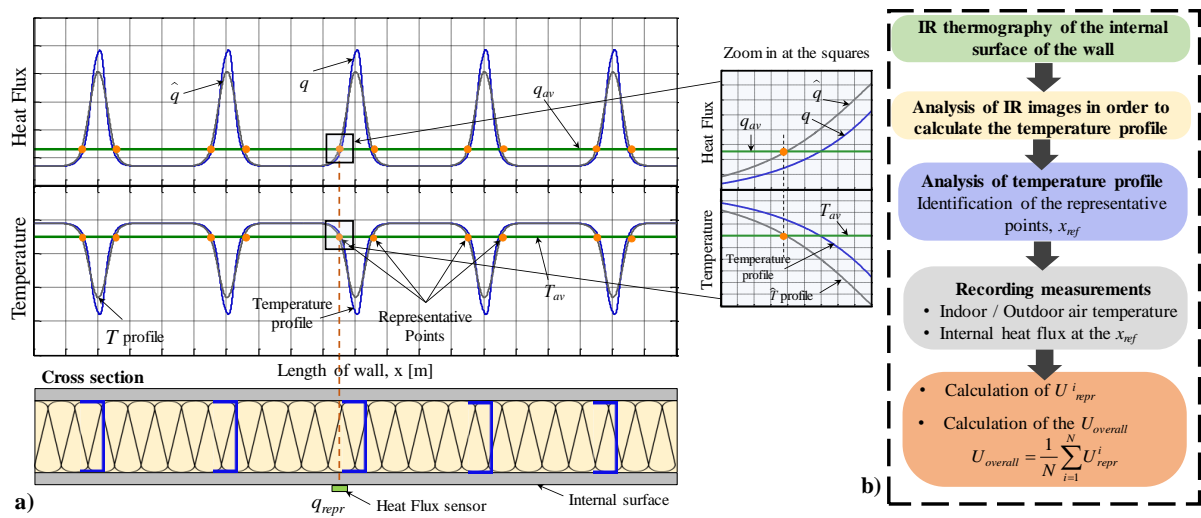 Heat Flux
q̂
q
q_av
Temperature
T profile
Temperature
profile
Representative
Points
T_av
Length of wall, x [m]
Zoom in at the squares
Heat Flux
q_av
q̂
q
Temperature
T_av
Temperature
profile
T̂ profile
Cross section
a)
q_repr
Heat Flux sensor
Internal surface
b)
IR thermography of the internal
surface of the wall
Analysis of IR images in order to
calculate the temperature profile
Analysis of temperature profile
Identification of the representative
points, x_ref
Recording measurements
• Indoor / Outdoor air temperature
• Internal heat flux at the x_ref
• Calculation of U^i_repr
• Calculation of the U_overall
U_overall = 1/N ∑_{i=1}^{N} U^i_repr